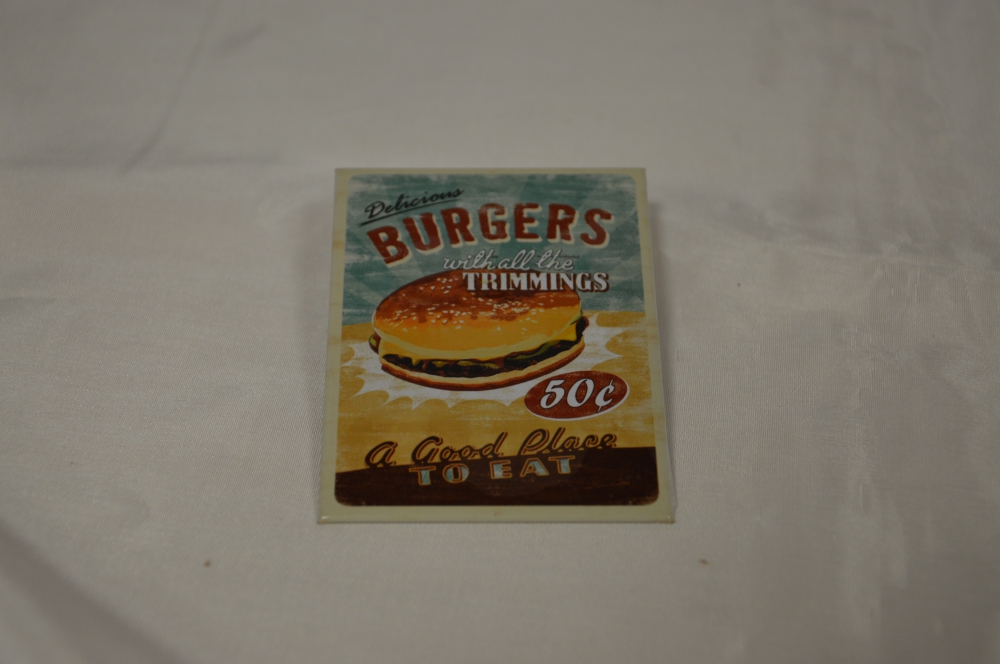 Delicious
BURGERS
with all the
TRIMMINGS
50¢
A Good Place
TO EAT